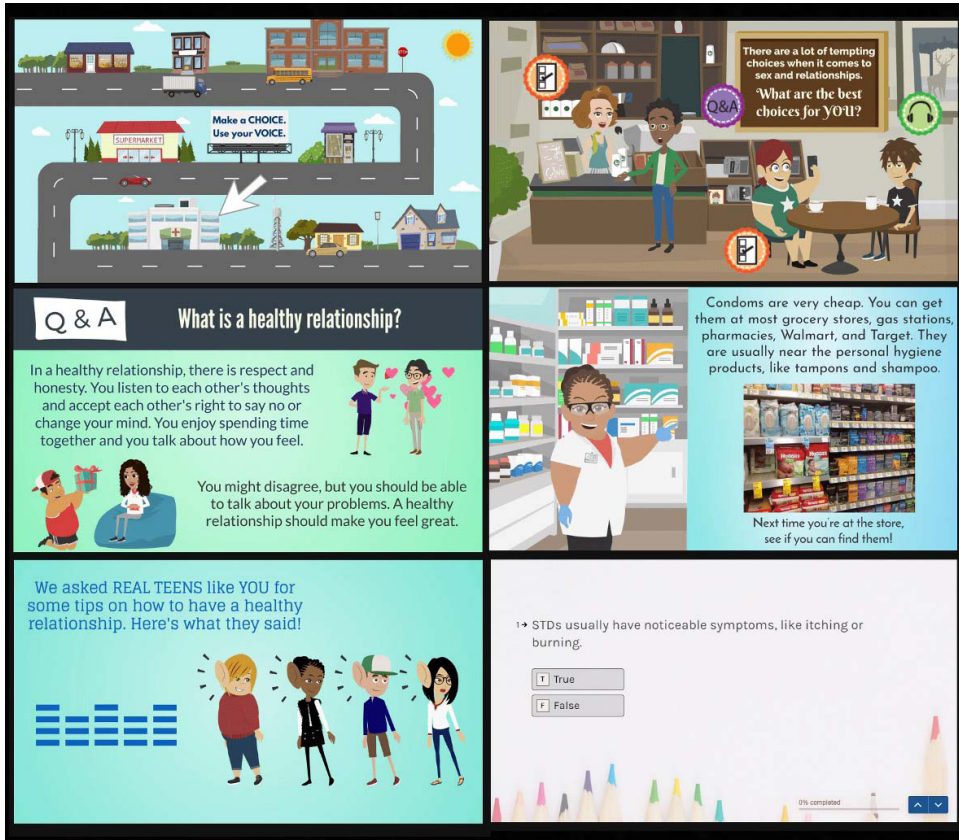 STOP
Make a CHOICE.
Use your VOICE.
SUPERMARKET
There are a lot of tempting
choices when it comes to
sex and relationships.
What are the best
choices for YOU?
Q&A
Q & A
What is a healthy relationship?
In a healthy relationship, there is respect and
honesty. You listen to each other's thoughts
and accept each other's right to say no or
change your mind. You enjoy spending time
together and you talk about how you feel.
You might disagree, but you should be able
to talk about your problems. A healthy
relationship should make you feel great.
Condoms are very cheap. You can get
them at most grocery stores, gas stations,
pharmacies, Walmart, and Target. They
are usually near the personal hygiene
products, like tampons and shampoo.
Next time you're at the store,
see if you can find them!
We asked REAL TEENS like YOU for
some tips on how to have a healthy
relationship. Here's what they said!
1→ STDs usually have noticeable symptoms, like itching or
burning.
T True
F False
0% completed